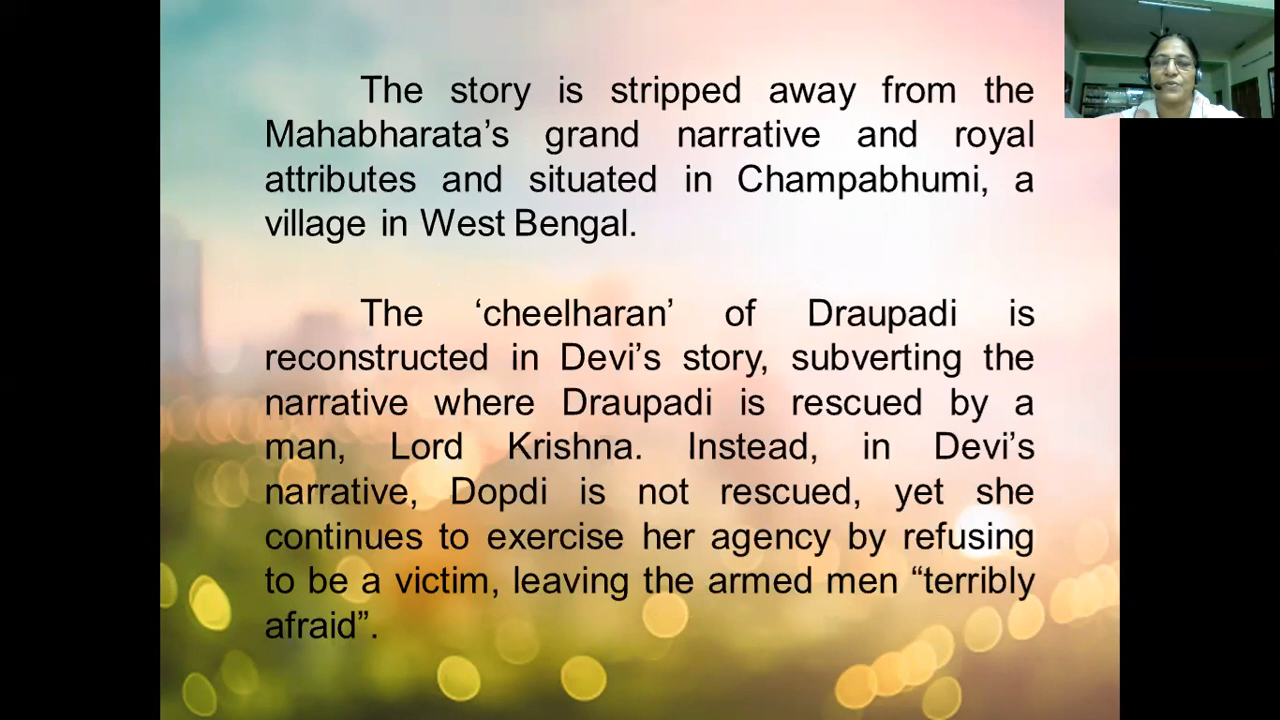 The story is stripped away from the
Mahabharata’s grand narrative and royal
attributes and situated in Champabhumi, a
village in West Bengal.
The ‘cheelharan’ of Draupadi is
reconstructed in Devi’s story, subverting the
narrative where Draupadi is rescued by a
man, Lord Krishna. Instead, in Devi’s
narrative, Dopdi is not rescued, yet she
continues to exercise her agency by refusing
to be a victim, leaving the armed men “terribly
afraid”.